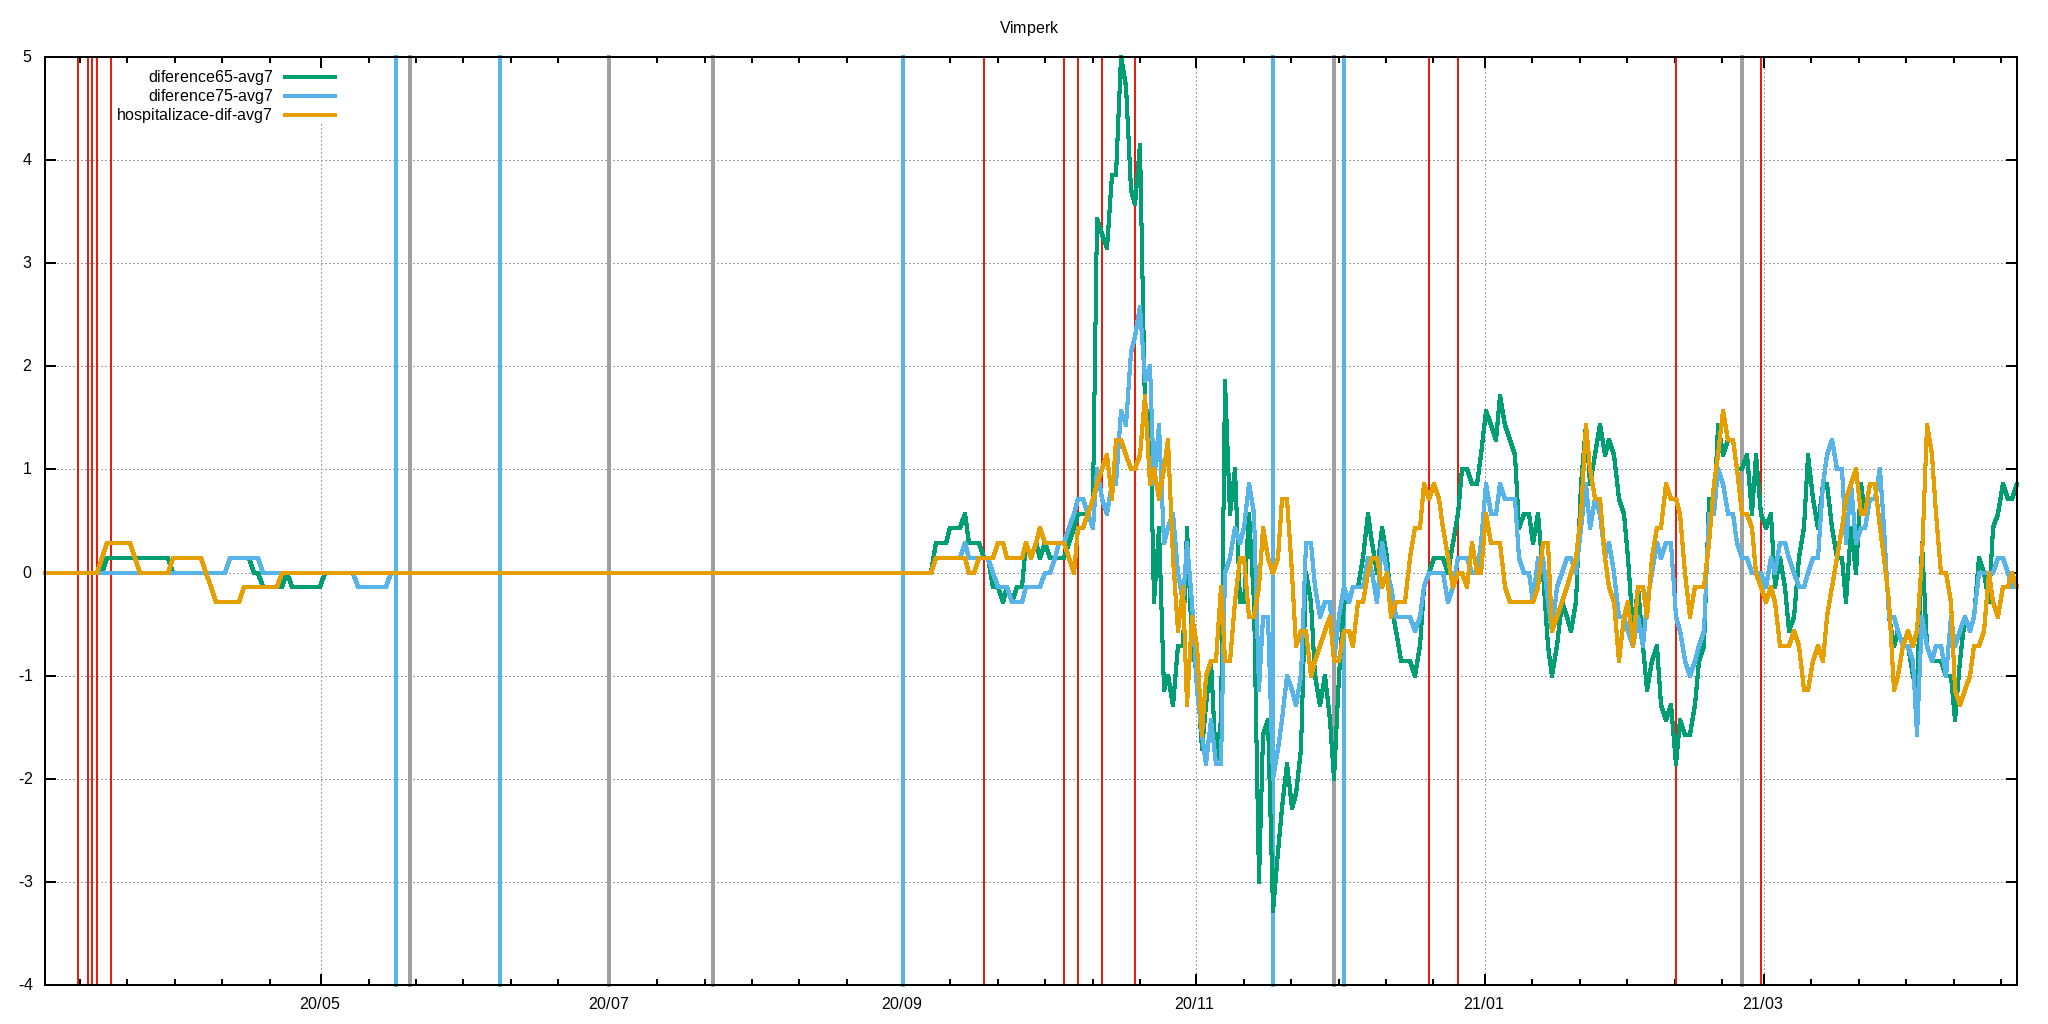 Vimperk
5
diference65-avg7
diference75-avg7
hospitalizace-dif-avg7
4
3
2
1
0
-1
-2
-3
-4
20/05 20/07 20/09 20/11 21/01 21/03